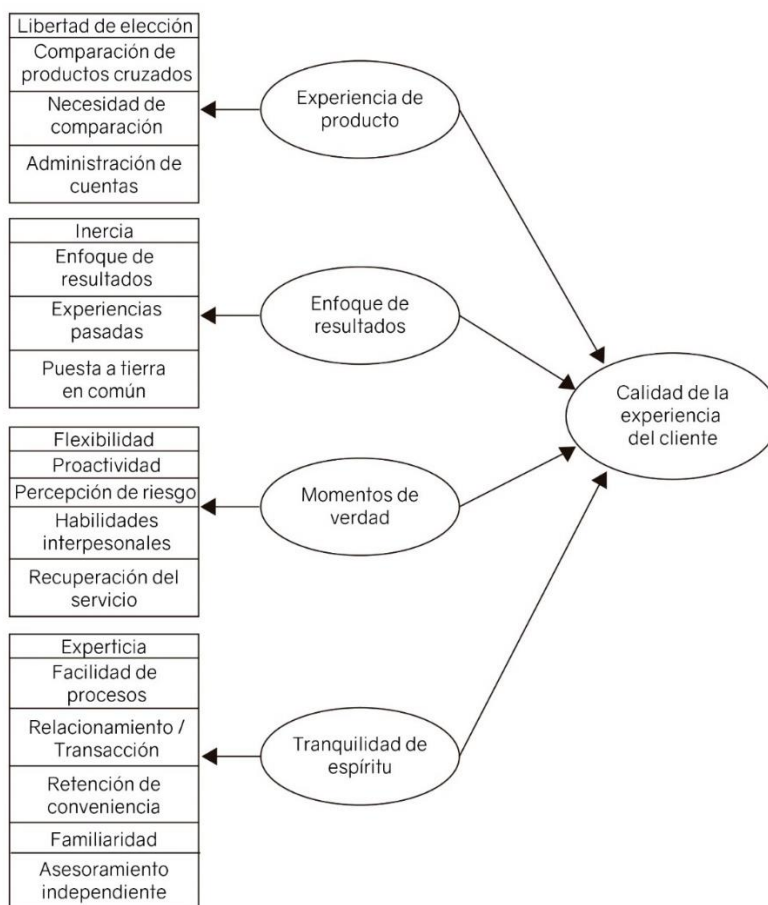 Libertad de elección
Comparación de
productos cruzados
Necesidad de
comparación
Administración de
cuentas
Experiencia de
producto
Inercia
Enfoque de
resultados
Experiencias
pasadas
Puesta a tierra
en común
Enfoque de
resultados
Calidad de la
experiencia
del cliente
Flexibilidad
Proactividad
Percepción de riesgo
Habilidades
interpesonales
Recuperación del
servicio
Momentos de
verdad
Experticia
Facilidad de
procesos
Relacionamiento /
Transacción
Retención de
conveniencia
Familiaridad
Asesoramiento
independiente
Tranquilidad de
espíritu